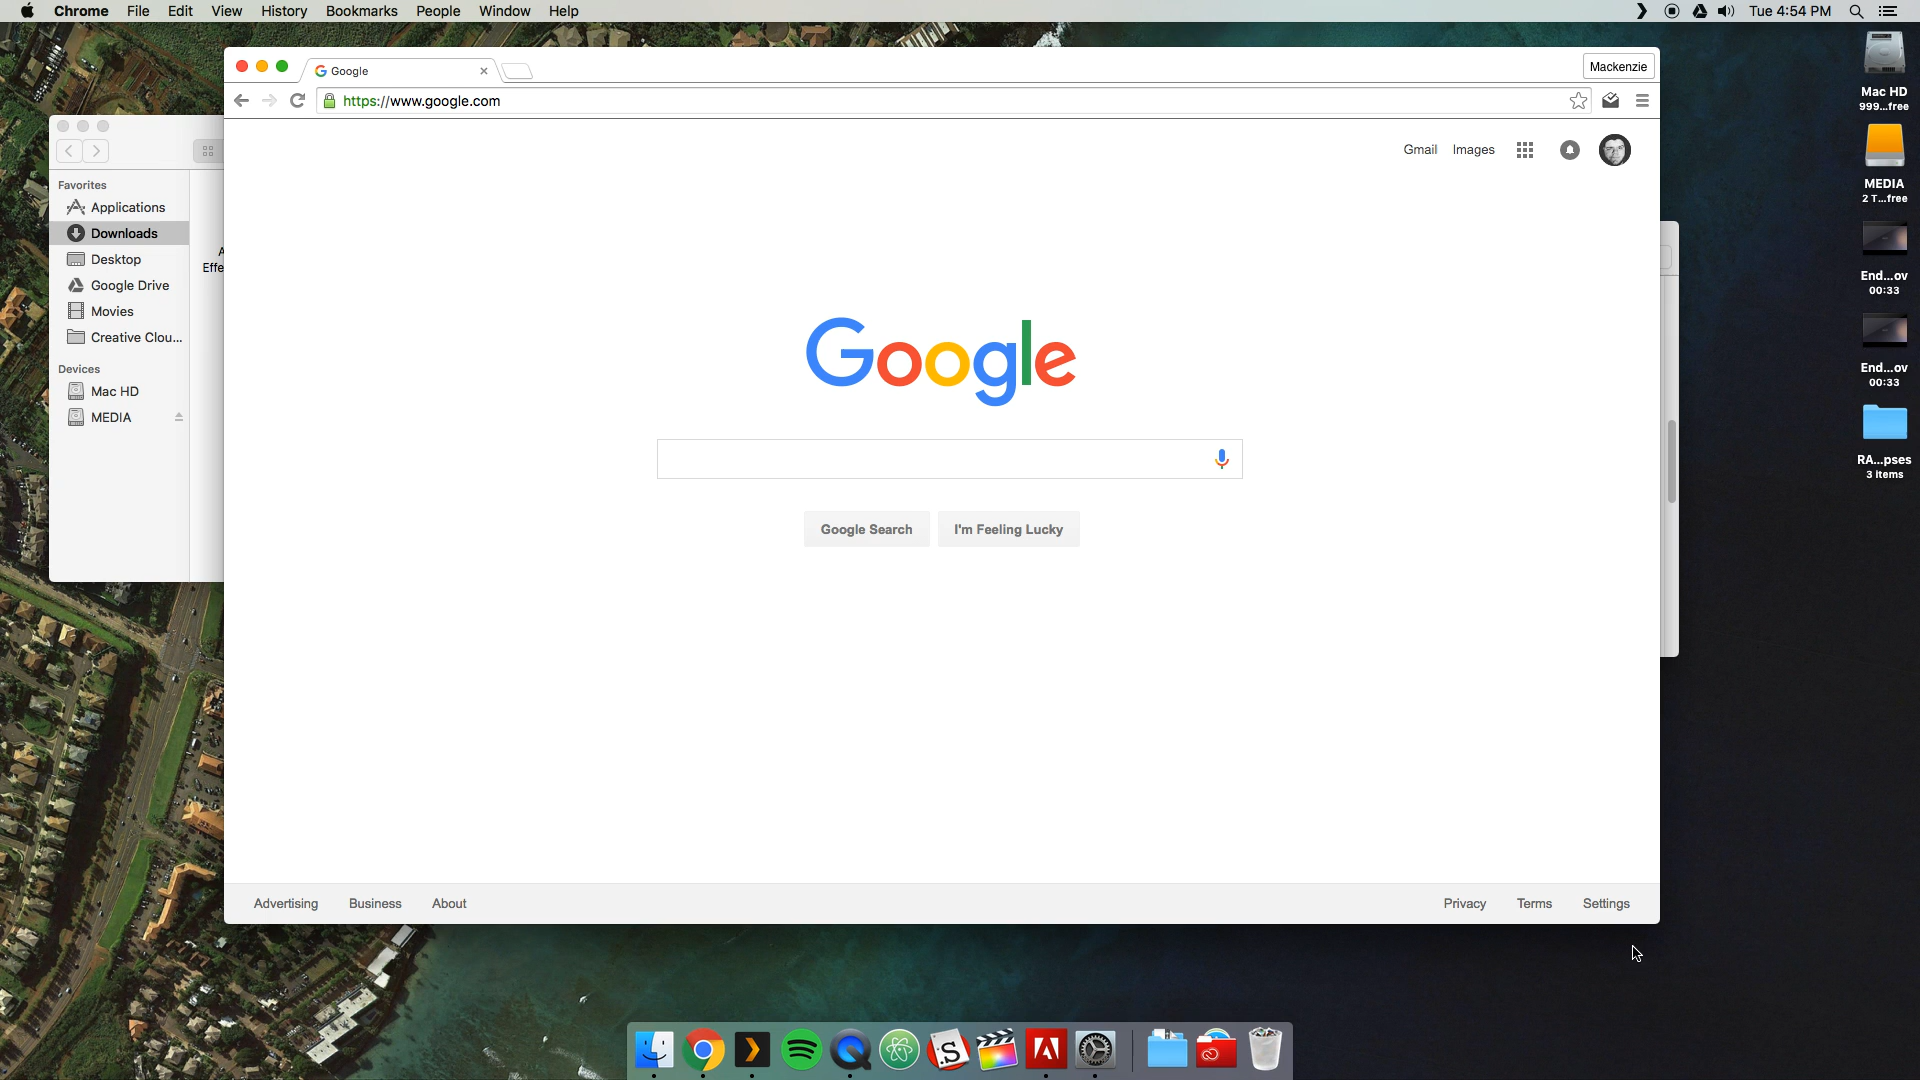 Chrome File Edit View History Bookmarks People Window Help
Tue 4:54 PM
Google
Mackenzie
https://www.google.com
Gmail Images
Favorites
Applications
Downloads
Desktop
Google Drive
Movies
Creative Clou...
Devices
Mac HD
MEDIA
A
Effe
Google
Google Search I'm Feeling Lucky
Advertising Business About
Privacy Terms Settings
Mac HD
999...free
MEDIA
2 T...free
End...ov
00:33
End...ov
00:33
RA...pses
3 items